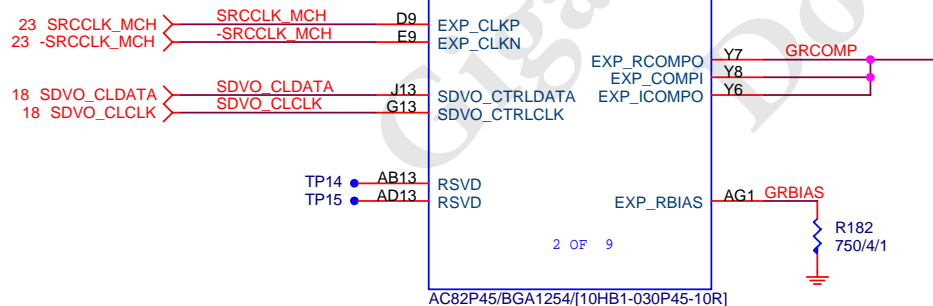 23 SRCCLK_MCH SRCCLK_MCH D9 EXP_CLKP
23 -SRCCLK_MCH -SRCCLK_MCH E9 EXP_CLKN
EXP_RCOMPO Y7 GRCOMP
EXP_COMPI Y8
EXP_ICOMPO Y6
18 SDVO_CLDATA SDVO_CLDATA J13 SDVO_CTRLDATA
18 SDVO_CLCLK SDVO_CLCLK G13 SDVO_CTRLCLK
TP14 AB13 RSVD
TP15 AD13 RSVD
EXP_RBIAS AG1 GRBIAS
R182
750/4/1
2 OF 9
AC82P45/BGA1254/[10HB1-030P45-10R]